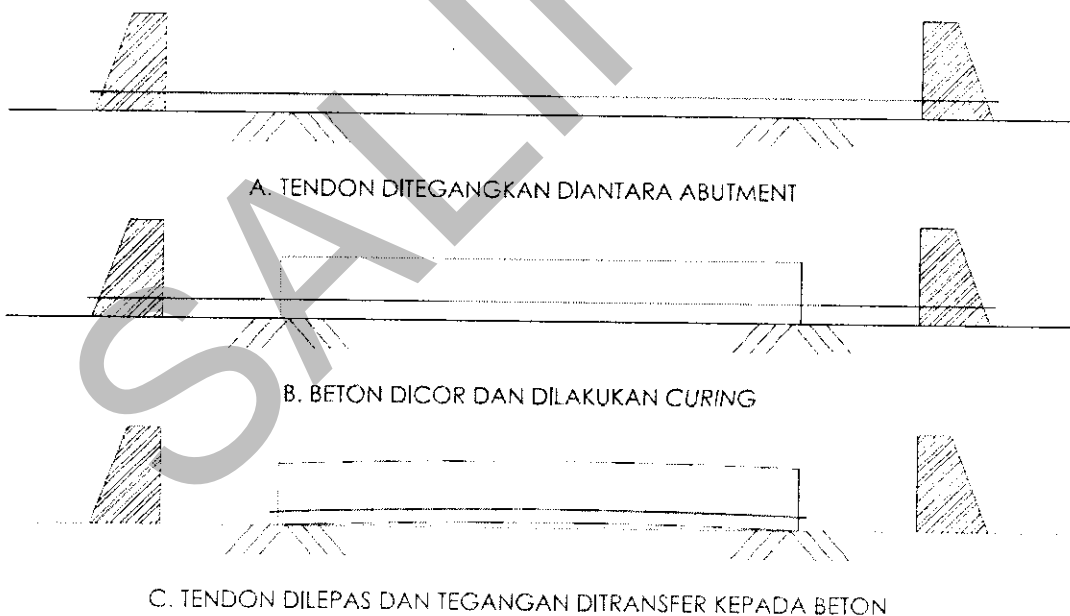 A. TENDON DITEGANGKAN DIANTARA ABUTMENT
B. BETON DICOR DAN DILAKUKAN CURING
C. TENDON DILEPAS DAN TEGANGAN DITRANSFER KEPADA BETON